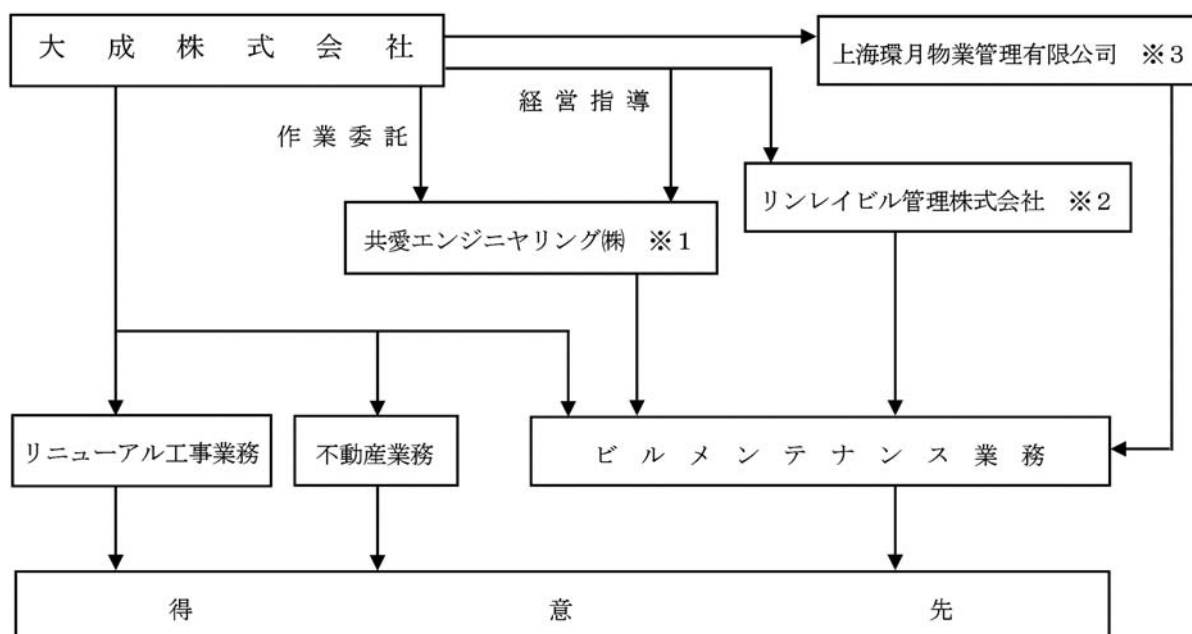 大成株式会社
上海環月物業管理有限公司 ※3
経営指導
作業委託
リンレイビル管理株式会社 ※2
共愛エンジニヤリング㈱ ※1
リニューアル工事業務
不動産業務
ビルメンテナンス業務
得意先